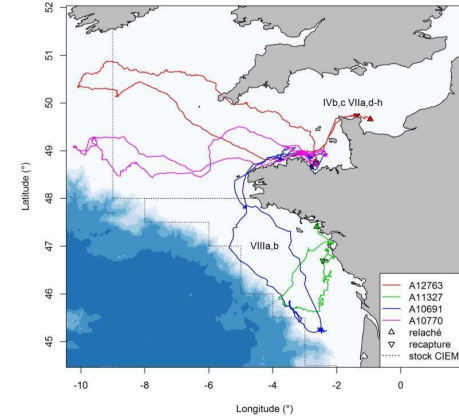 52
51
50
49
48
47
46
45
Latitude (°)
IVb,c VIIa,d-h
VIIIa,b
A12763
A11327
A10691
A10770
relaché
recapture
stock CIEM
-10
-8
-6
-4
-2
0
Longitude (°)